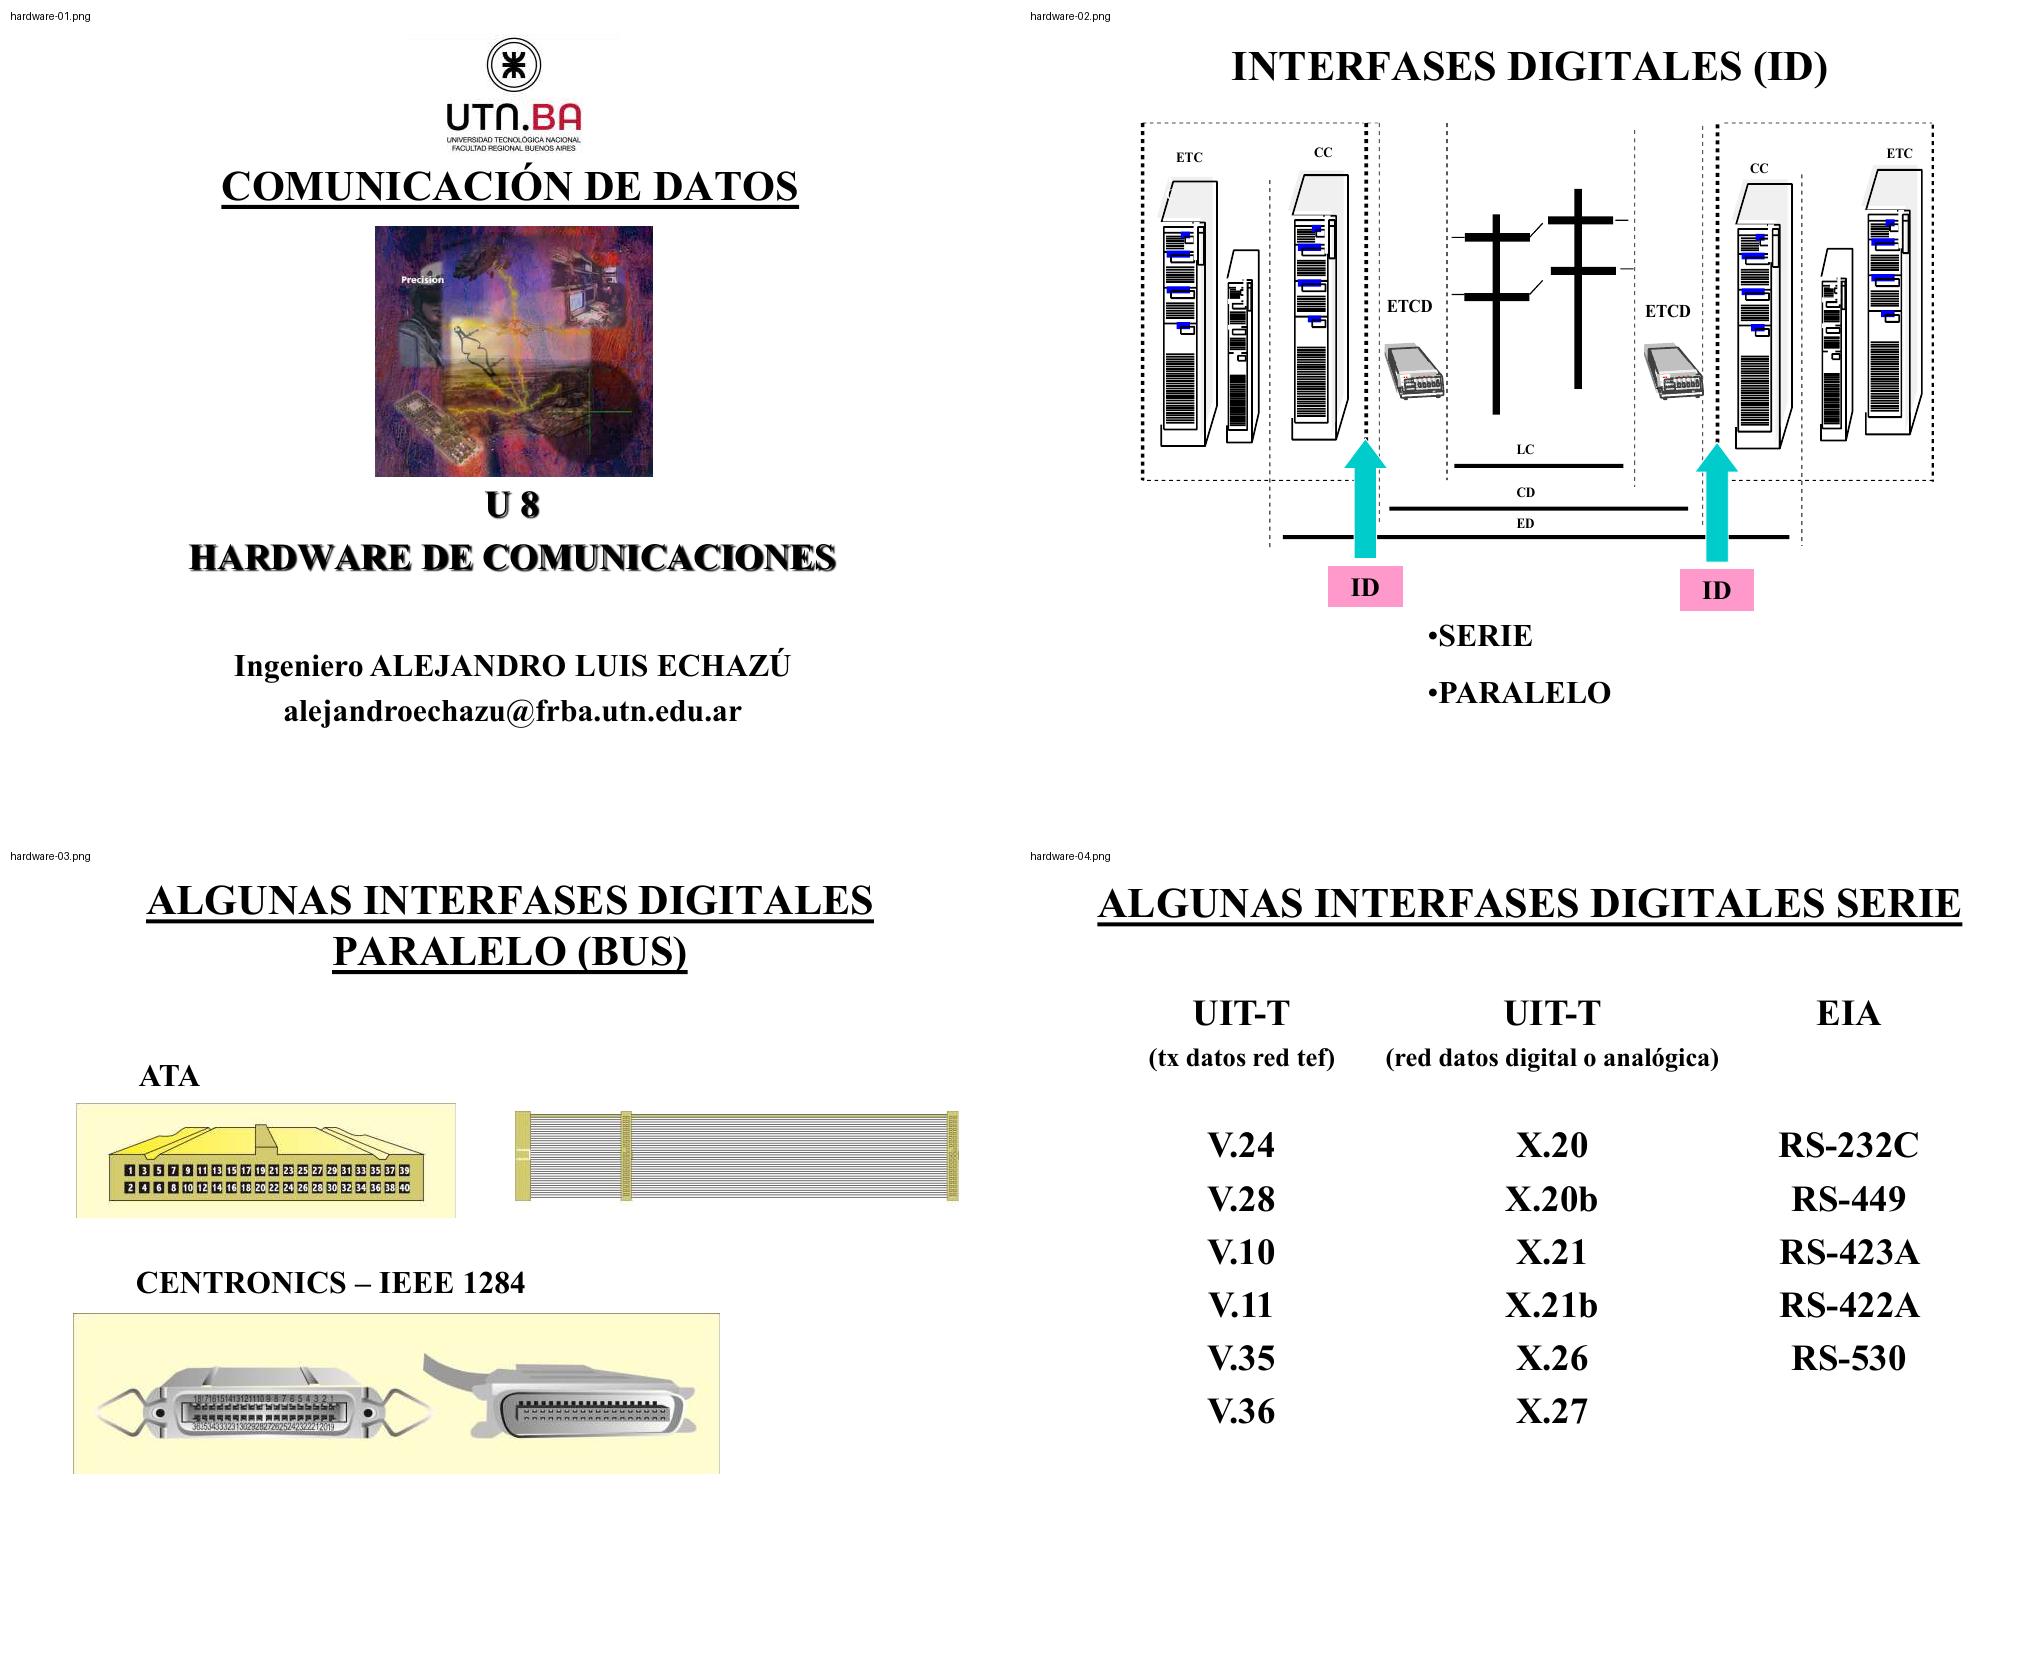 hardware-01.png
UTN.BA
UNIVERSIDAD TECNOLÓGICA NACIONAL
FACULTAD REGIONAL BUENOS AIRES
COMUNICACIÓN DE DATOS
Precisión
U 8
HARDWARE DE COMUNICACIONES
Ingeniero ALEJANDRO LUIS ECHAZÚ
alejandroechazu@frba.utn.edu.ar
hardware-02.png
INTERFASES DIGITALES (ID)
ETC
CC
CC
ETC
ETCD
ETCD
LC
CD
ED
ID
ID
•SERIE
•PARALELO
hardware-03.png
ALGUNAS INTERFASES DIGITALES
PARALELO (BUS)
ATA
1 3 5 7 9 11 13 15 17 19 21 23 25 27 29 31 33 35 37 39
2 4 6 8 10 12 14 16 18 20 22 24 26 28 30 32 34 36 38 40
CENTRONICS – IEEE 1284
hardware-04.png
ALGUNAS INTERFASES DIGITALES SERIE
UIT-T UIT-T EIA
(tx datos red tef) (red datos digital o analógica)
V.24 X.20 RS-232C
V.28 X.20b RS-449
V.10 X.21 RS-423A
V.11 X.21b RS-422A
V.35 X.26 RS-530
V.36 X.27